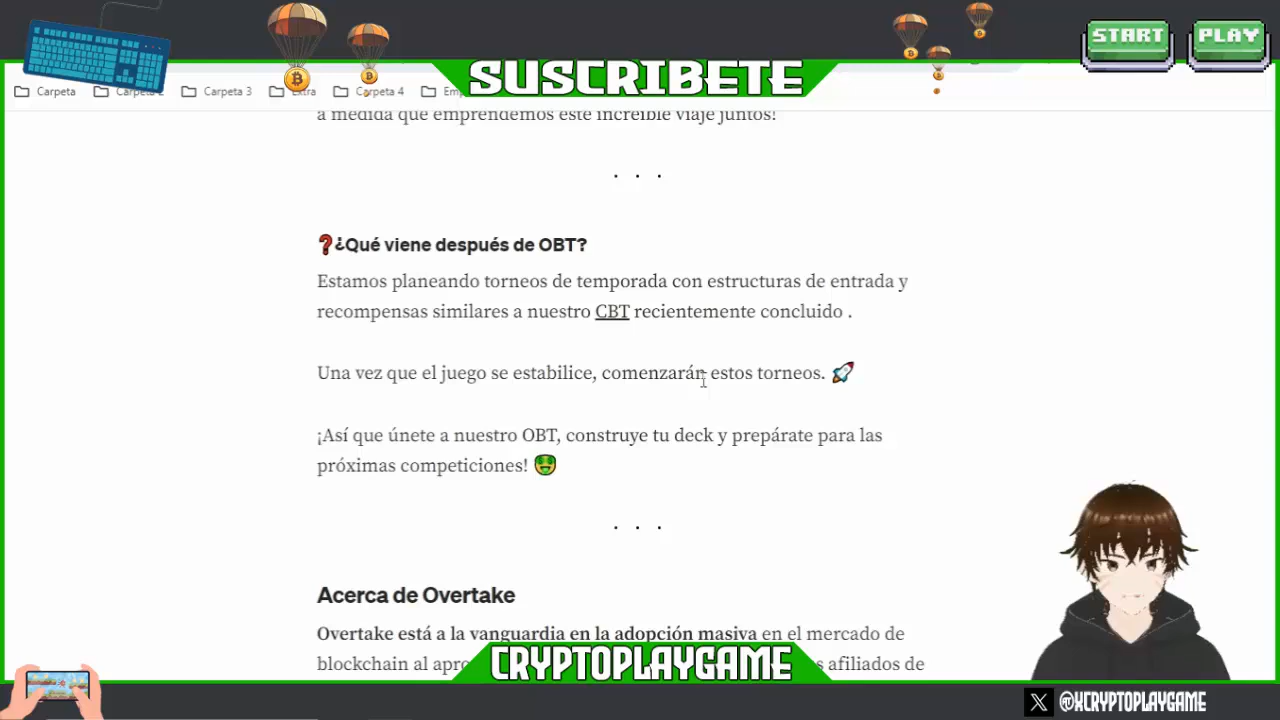 START PLAY
SUSCRIBETE
Carpeta Carpeta 2 Carpeta 3 Extra Carpeta 4
a medida que emprendemos este increíble viaje juntos!
. . .
❓¿Qué viene después de OBT?
Estamos planeando torneos de temporada con estructuras de entrada y
recompensas similares a nuestro CBT recientemente concluido .
Una vez que el juego se estabilice, comenzarán estos torneos. 🚀
¡Así que únete a nuestro OBT, construye tu deck y prepárate para las
próximas competiciones! 🤑
. . .
Acerca de Overtake
Overtake está a la vanguardia en la adopción masiva en el mercado de
blockchain al afiliados de
CRYPTOPLAYGAME
X @XCRYPTOPLAYGAME